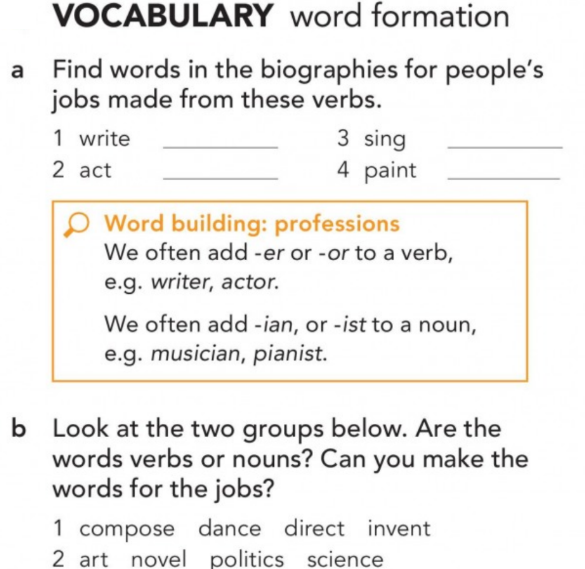 VOCABULARY word formation
a Find words in the biographies for people's
jobs made from these verbs.
1 write ________ 3 sing ________
2 act ________ 4 paint ________
Word building: professions
We often add -er or -or to a verb,
e.g. writer, actor.
We often add -ian, or -ist to a noun,
e.g. musician, pianist.
b Look at the two groups below. Are the
words verbs or nouns? Can you make the
words for the jobs?
1 compose dance direct invent
2 art novel politics science